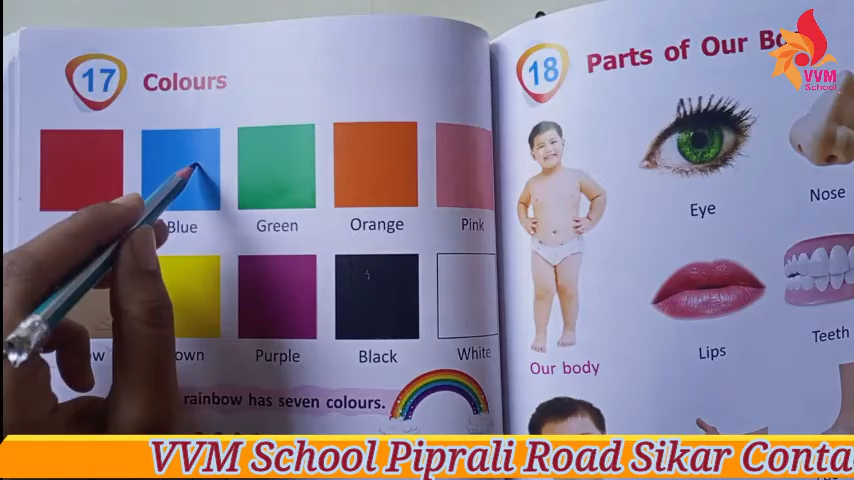 17 Colours
Blue Green Orange Pink
ow own Purple Black White
rainbow has seven colours.
18 Parts of Our Bo
Eye Nose
Our body Lips Teeth
VVM
School
VVM School Piprali Road Sikar Conta